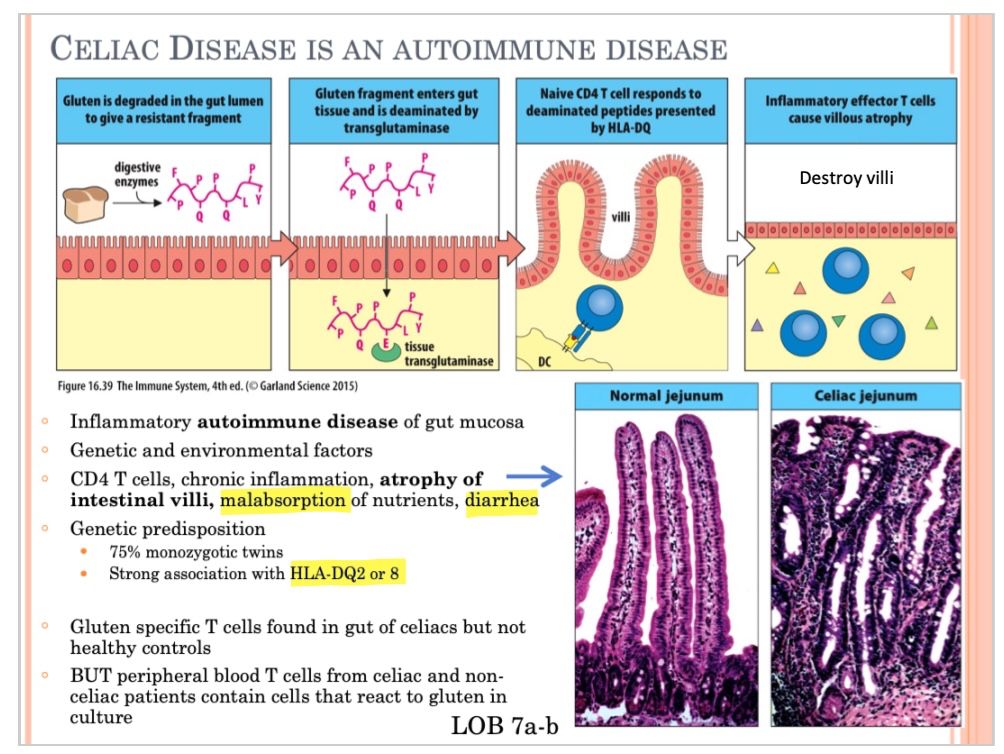 CELIAC DISEASE IS AN AUTOIMMUNE DISEASE
Gluten is degraded in the gut lumen
to give a resistant fragment
digestive
enzymes
F
P
P
P
P
Q
Q
L
Y
Gluten fragment enters gut
tissue and is deaminated by
transglutaminase
F
P
P
P
P
Q
Q
L
Y
F
P
P
P
P
Q
E
L
Y
tissue
transglutaminase
Naive CD4 T cell responds to
deaminated peptides presented
by HLA-DQ
villi
DC
Inflammatory effector T cells
cause villous atrophy
Destroy villi
Figure 16.39 The Immune System, 4th ed. (© Garland Science 2015)
Inflammatory autoimmune disease of gut mucosa
Genetic and environmental factors
CD4 T cells, chronic inflammation, atrophy of
intestinal villi, malabsorption of nutrients, diarrhea
Genetic predisposition
75% monozygotic twins
Strong association with HLA-DQ2 or 8
Gluten specific T cells found in gut of celiacs but not
healthy controls
BUT peripheral blood T cells from celiac and non-
celiac patients contain cells that react to gluten in
culture
LOB 7a-b
Normal jejunum
Celiac jejunum